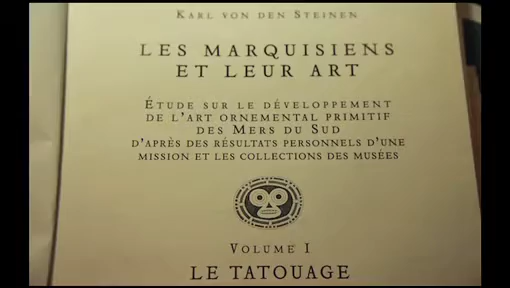 KARL VON DEN STEINEN
LES MARQUISIENS
ET LEUR ART
ÉTUDE SUR LE DÉVELOPPEMENT
DE L'ART ORNEMENTAL PRIMITIF
DES MERS DU SUD
D'APRÈS DES RÉSULTATS PERSONNELS D'UNE
MISSION ET LES COLLECTIONS DES MUSÉES
VOLUME I
LE TATOUAGE